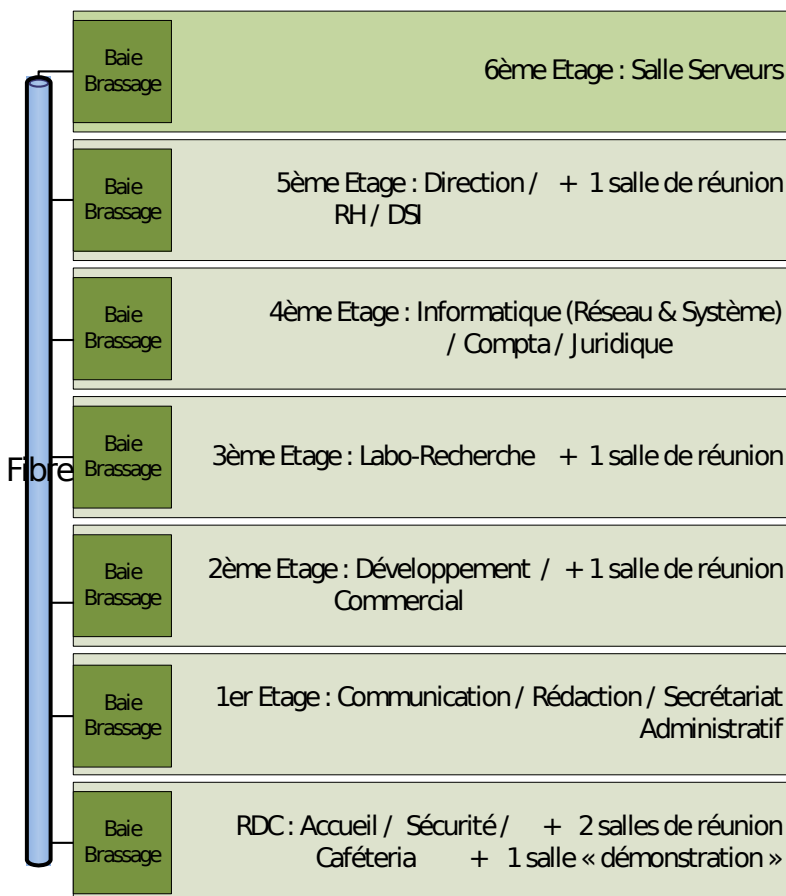 Baie
Brassage
6ème Etage : Salle Serveurs
Baie
Brassage
5ème Etage : Direction / + 1 salle de réunion
RH / DSI
Baie
Brassage
4ème Etage : Informatique (Réseau & Système)
/ Compta / Juridique
Fibre
Baie
Brassage
3ème Etage : Labo-Recherche + 1 salle de réunion
Baie
Brassage
2ème Etage : Développement / + 1 salle de réunion
Commercial
Baie
Brassage
1er Etage : Communication / Rédaction / Secrétariat
Administratif
Baie
Brassage
RDC : Accueil / Sécurité / + 2 salles de réunion
Caféteria + 1 salle « démonstration »